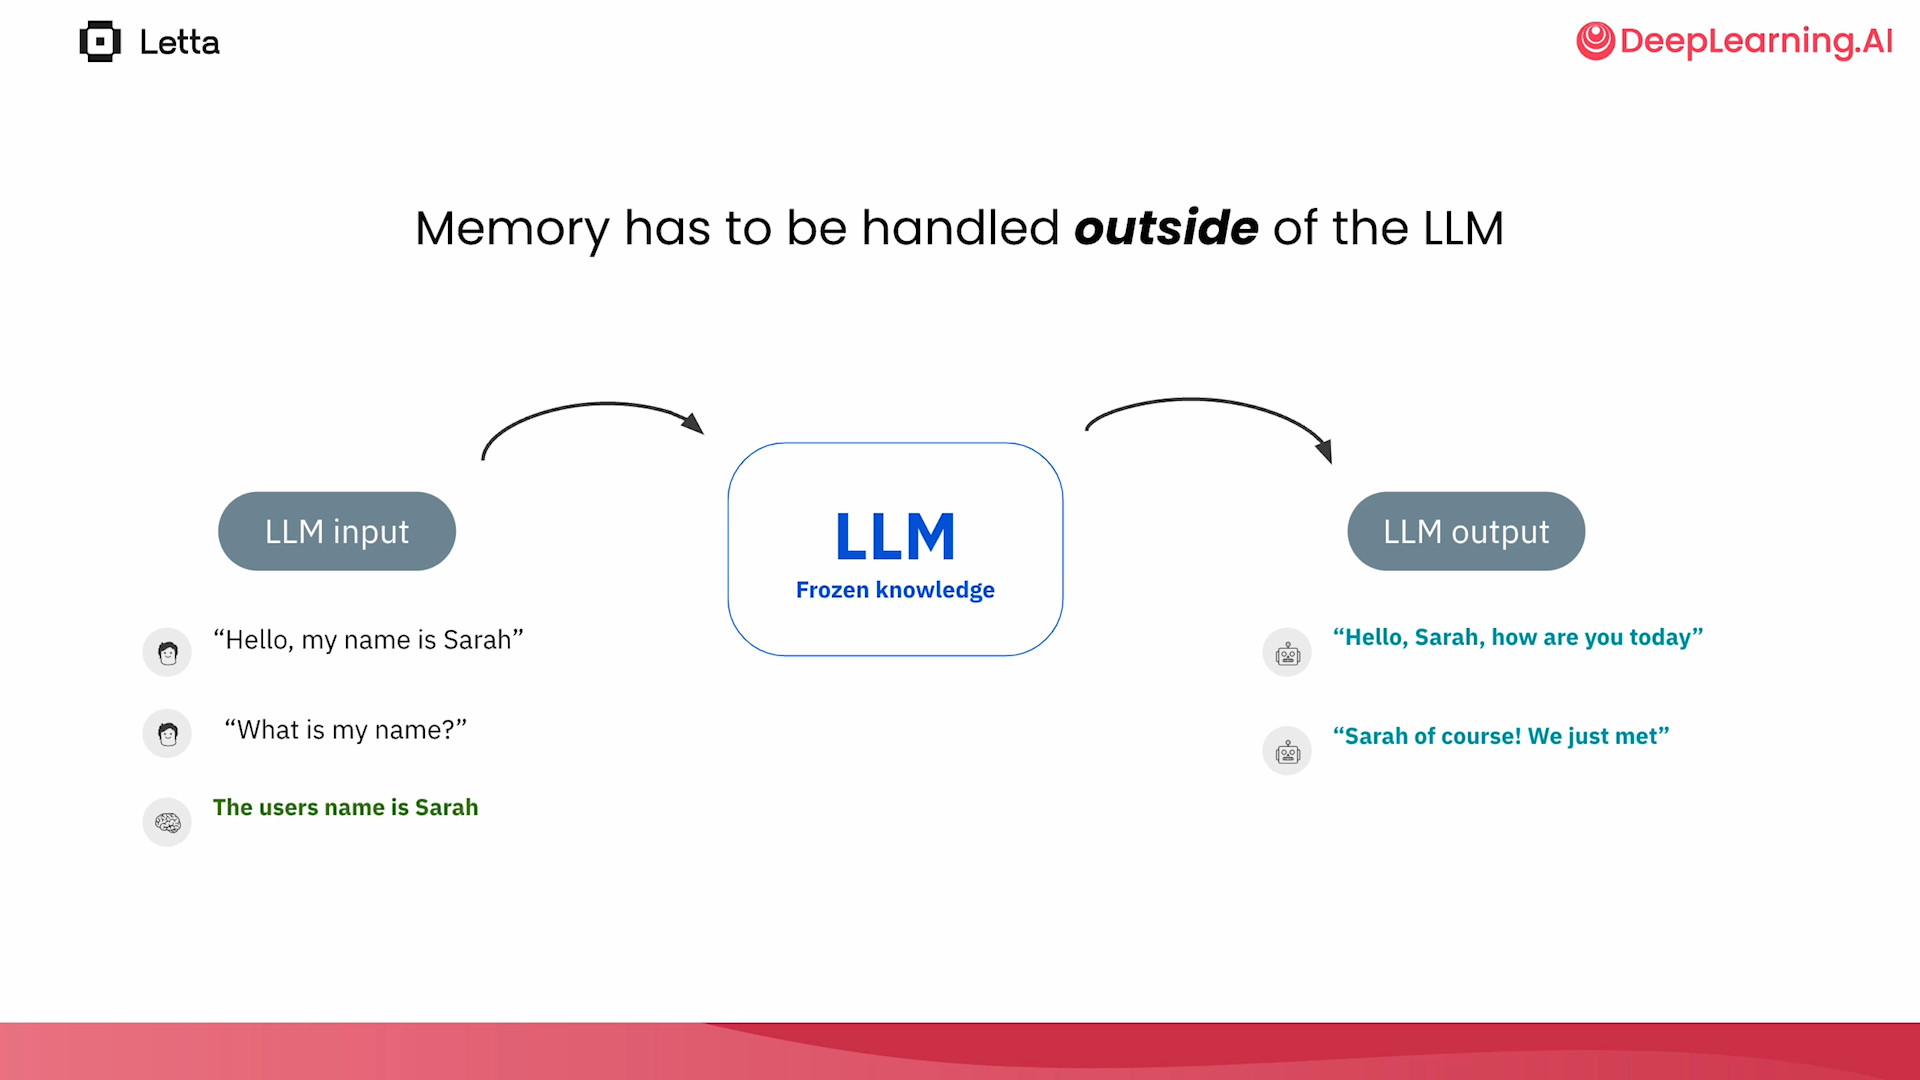 Letta
DeepLearning.AI
Memory has to be handled outside of the LLM
LLM input
LLM
Frozen knowledge
LLM output
“Hello, my name is Sarah”
“What is my name?”
The users name is Sarah
“Hello, Sarah, how are you today”
“Sarah of course! We just met”